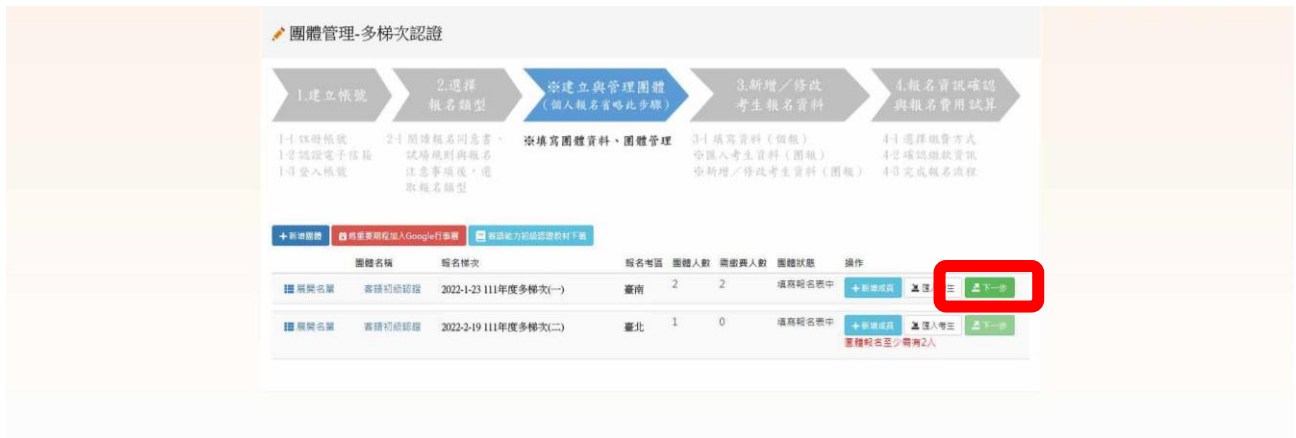 團體管理-多梯次認證
1.建立帳號
2.選擇
報名類型
※建立與管理團體
(個人報名省略此步驟)
3.新增／修改
考生報名資料
4.報名資訊確認
與報名費用試算
1-1 註冊帳號
1-2 認證電子信箱
1-3 登入帳號
2-1 閱讀報名同意書、
試場規則與報名
注意事項後，選
取報名類型
※填寫團體資料、團體管理
3-1 填寫資料（個報）
※匯入考生資料（團報）
※新增／修改考生資料（團報）
4-1 選擇繳費方式
4-2 確認繳款資訊
4-3 完成報名流程
+新增團體 將重要期程加入Google行事曆 客語能力初級認證教材下載
團體名稱 報名梯次 報名考區 團體人數 需繳費人數 團體狀態 操作
展開名單 客語初級認證 2022-1-23 111年度多梯次(一) 臺南 2 2 填寫報名表中 +新增成員 匯入考生 下一步
展開名單 客語初級認證 2022-2-19 111年度多梯次(二) 臺北 1 0 填寫報名表中 +新增成員 匯入考生 下一步
團體報名至少需有2人